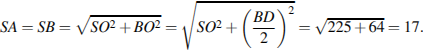 SA = SB = √(SO² + BO²) = √(SO² + (BD/2)²) = √(225 + 64) = 17.